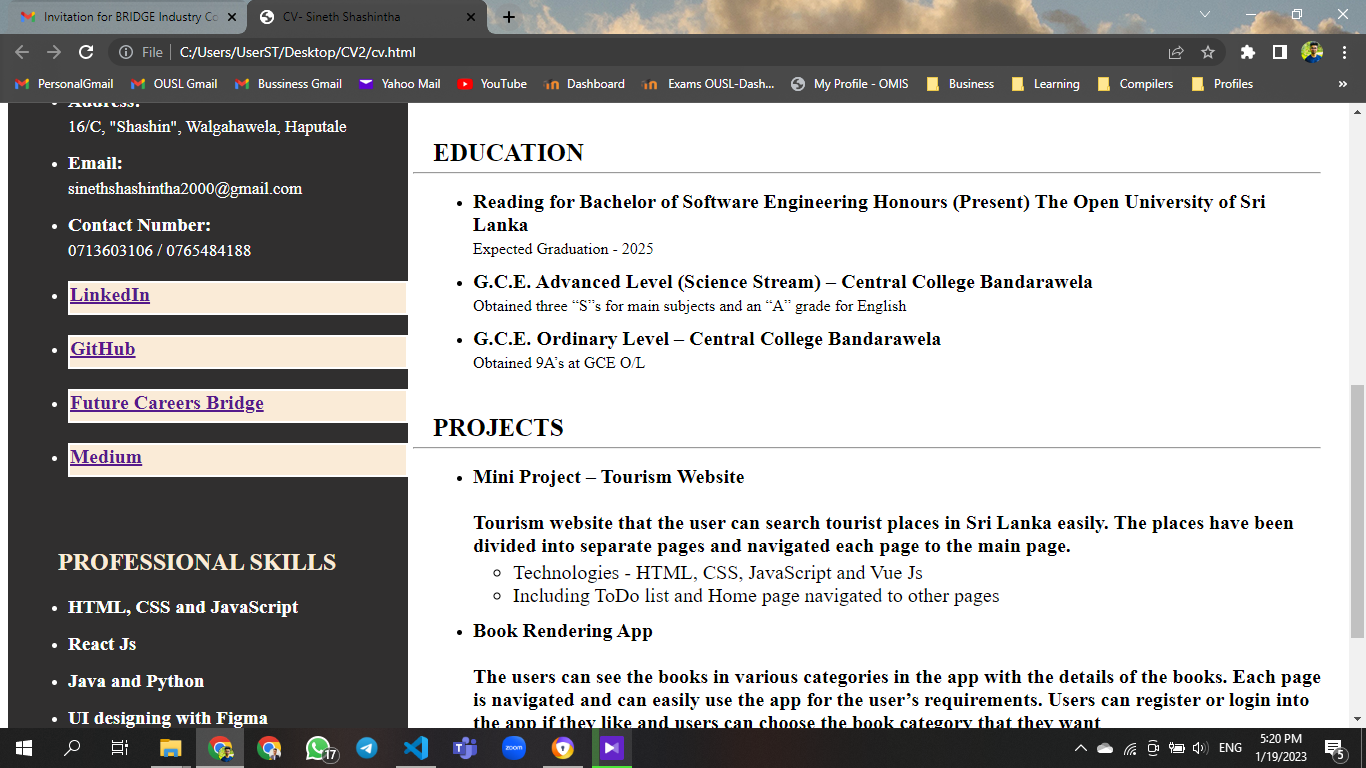 Invitation for BRIDGE Industry Co
CV- Sineth Shashintha
File
C:/Users/UserST/Desktop/CV2/cv.html
PersonalGmail
OUSL Gmail
Bussiness Gmail
Yahoo Mail
YouTube
Dashboard
Exams OUSL-Dash...
My Profile - OMIS
Business
Learning
Compilers
Profiles
Address:
16/C, "Shashin", Walgahawela, Haputale
Email:
sinethshashintha2000@gmail.com
Contact Number:
0713603106 / 0765484188
LinkedIn
GitHub
Future Careers Bridge
Medium
PROFESSIONAL SKILLS
HTML, CSS and JavaScript
React Js
Java and Python
UI designing with Figma
EDUCATION
Reading for Bachelor of Software Engineering Honours (Present) The Open University of Sri
Lanka
Expected Graduation - 2025
G.C.E. Advanced Level (Science Stream) – Central College Bandarawela
Obtained three “S”s for main subjects and an “A” grade for English
G.C.E. Ordinary Level – Central College Bandarawela
Obtained 9A’s at GCE O/L
PROJECTS
Mini Project – Tourism Website
Tourism website that the user can search tourist places in Sri Lanka easily. The places have been
divided into separate pages and navigated each page to the main page.
Technologies - HTML, CSS, JavaScript and Vue Js
Including ToDo list and Home page navigated to other pages
Book Rendering App
The users can see the books in various categories in the app with the details of the books. Each page
is navigated and can easily use the app for the user’s requirements. Users can register or login into
the app if they like and users can choose the book category that they want
17
zoom
ENG
5:20 PM
1/19/2023
5